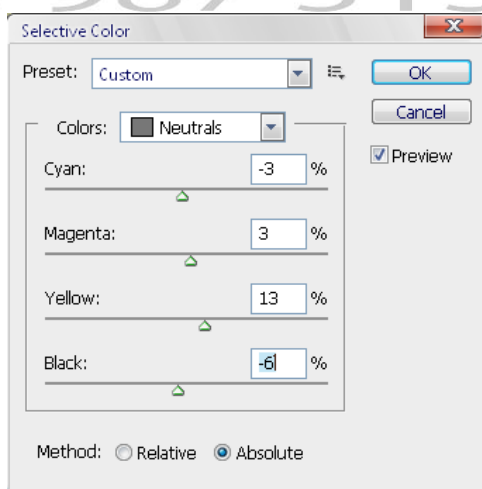 Selective Color
Preset: Custom
OK
Colors: Neutrals
Cancel
Preview
Cyan: -3 %
Magenta: 3 %
Yellow: 13 %
Black: -6 %
Method: Relative Absolute